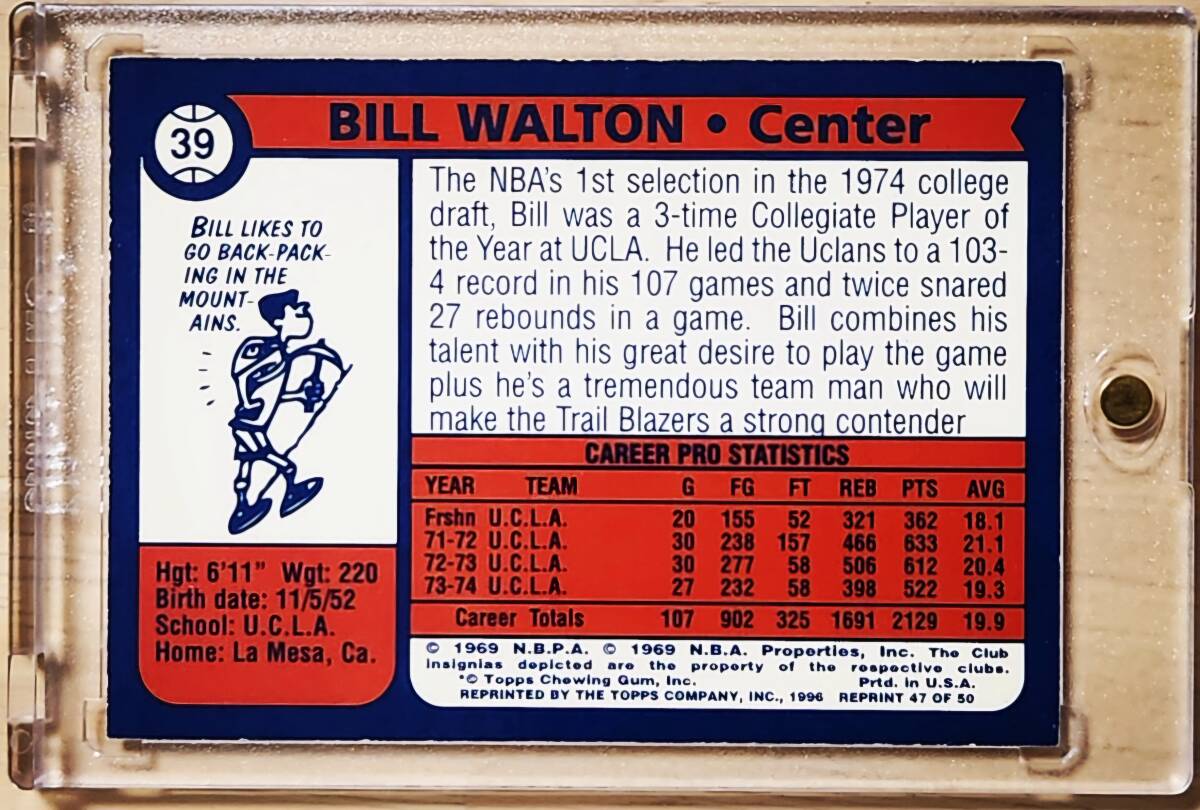 39
BILL WALTON • Center
BILL LIKES TO
GO BACK-PACK-
ING IN THE
MOUNT-
AINS.
The NBA's 1st selection in the 1974 college
draft, Bill was a 3-time Collegiate Player of
the Year at UCLA. He led the Uclans to a 103-
4 record in his 107 games and twice snared
27 rebounds in a game. Bill combines his
talent with his great desire to play the game
plus he's a tremendous team man who will
make the Trail Blazers a strong contender
Hgt: 6'11" Wgt: 220
Birth date: 11/5/52
School: U.C.L.A.
Home: La Mesa, Ca.
CAREER PRO STATISTICS
YEAR TEAM G FG FT REB PTS AVG
Frshn U.C.L.A. 20 155 52 321 362 18.1
71-72 U.C.L.A. 30 238 157 466 633 21.1
72-73 U.C.L.A. 30 277 58 506 612 20.4
73-74 U.C.L.A. 27 232 58 398 522 19.3
Career Totals 107 902 325 1691 2129 19.9
© 1969 N.B.P.A. © 1969 N.B.A. Properties, Inc. The Club
insignias depicted are the property of the respective clubs.
*© Topps Chewing Gum, Inc. Prtd. in U.S.A.
REPRINTED BY THE TOPPS COMPANY, INC., 1996 REPRINT 47 OF 50